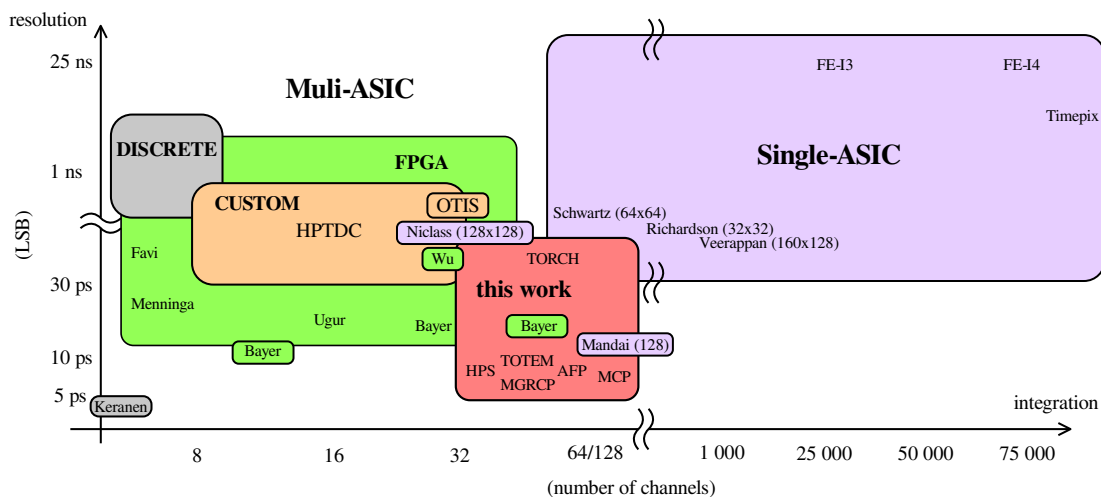 resolution
25 ns
FE-I3
FE-I4
Muli-ASIC
Timepix
DISCRETE
FPGA
Single-ASIC
1 ns
CUSTOM
OTIS
Schwartz (64x64)
HPTDC
Niclass (128x128)
Richardson (32x32)
Veerappan (160x128)
(LSB)
Favi
Wu
TORCH
30 ps
this work
Menninga
Ugur
Bayer
Bayer
Mandai (128)
Bayer
10 ps
TOTEM
HPS
AFP
MCP
MGRCP
5 ps
Keranen
integration
8
16
32
64/128
1 000
25 000
50 000
75 000
(number of channels)